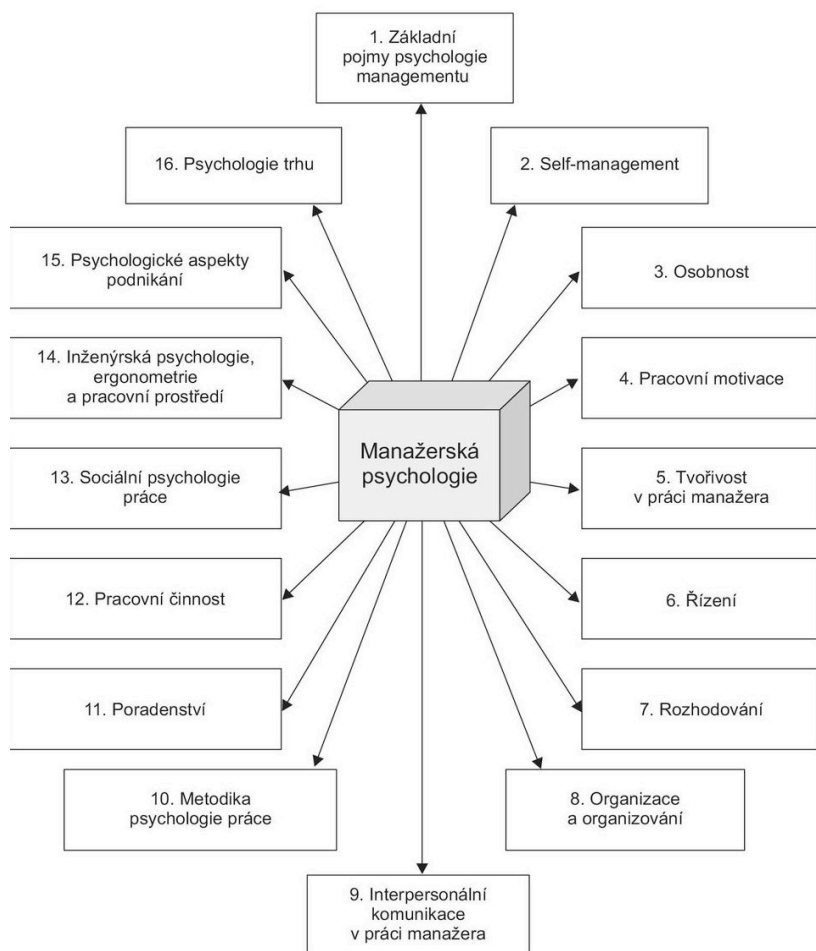 1. Základní
pojmy psychologie
managementu
2. Self-management
3. Osobnost
4. Pracovní motivace
5. Tvořivost
v práci manažera
6. Řízení
7. Rozhodování
8. Organizace
a organizování
9. Interpersonální
komunikace
v práci manažera
10. Metodika
psychologie práce
11. Poradenství
12. Pracovní činnost
13. Sociální psychologie
práce
14. Inženýrská psychologie,
ergonometrie
a pracovní prostředí
15. Psychologické aspekty
podnikání
16. Psychologie trhu
Manažerská
psychologie